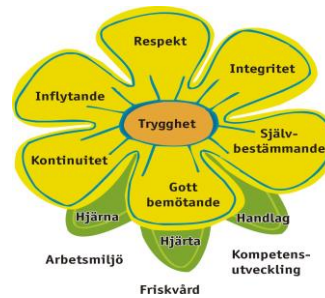 Respekt
Integritet
Inflytande
Trygghet
Själv-
bestämmande
Kontinuitet
Gott
bemötande
Hjärna
Hjärta
Handlag
Arbetsmiljö
Kompetens-
utveckling
Friskvård